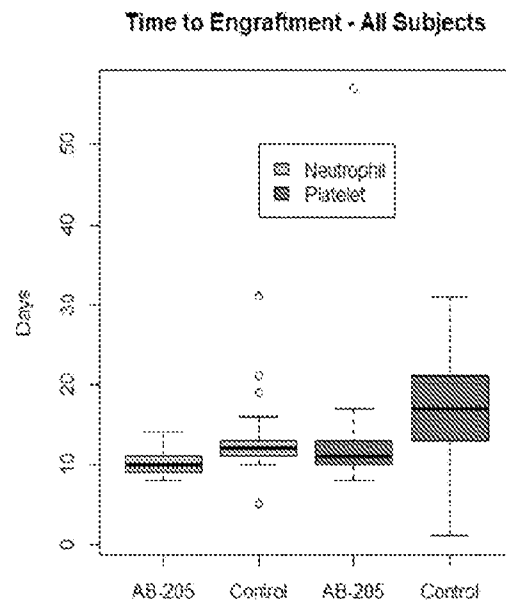 Time to Engraftment - All Subjects
Neutrophil
Platelet
Days
50
40
30
20
10
0
AB-205 Control AB-205 Control